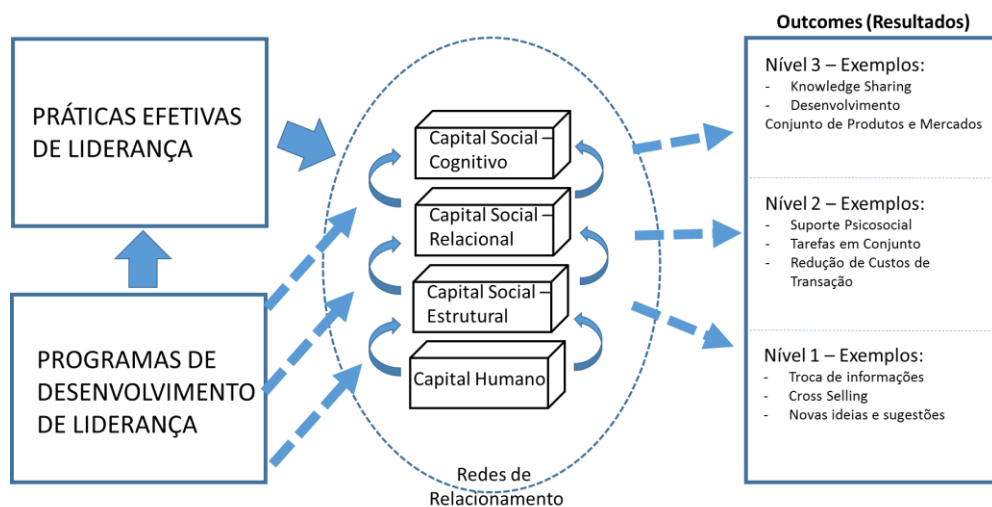 PRÁTICAS EFETIVAS
DE LIDERANÇA
PROGRAMAS DE
DESENVOLVIMENTO
DE LIDERANÇA
Capital Social –
Cognitivo
Capital Social –
Relacional
Capital Social –
Estrutural
Capital Humano
Redes de
Relacionamento
Outcomes (Resultados)
Nível 3 – Exemplos:
- Knowledge Sharing
- Desenvolvimento
Conjunto de Produtos e Mercados
Nível 2 – Exemplos:
- Suporte Psicosocial
- Tarefas em Conjunto
- Redução de Custos de
Transação
Nível 1 – Exemplos:
- Troca de informações
- Cross Selling
- Novas ideias e sugestões